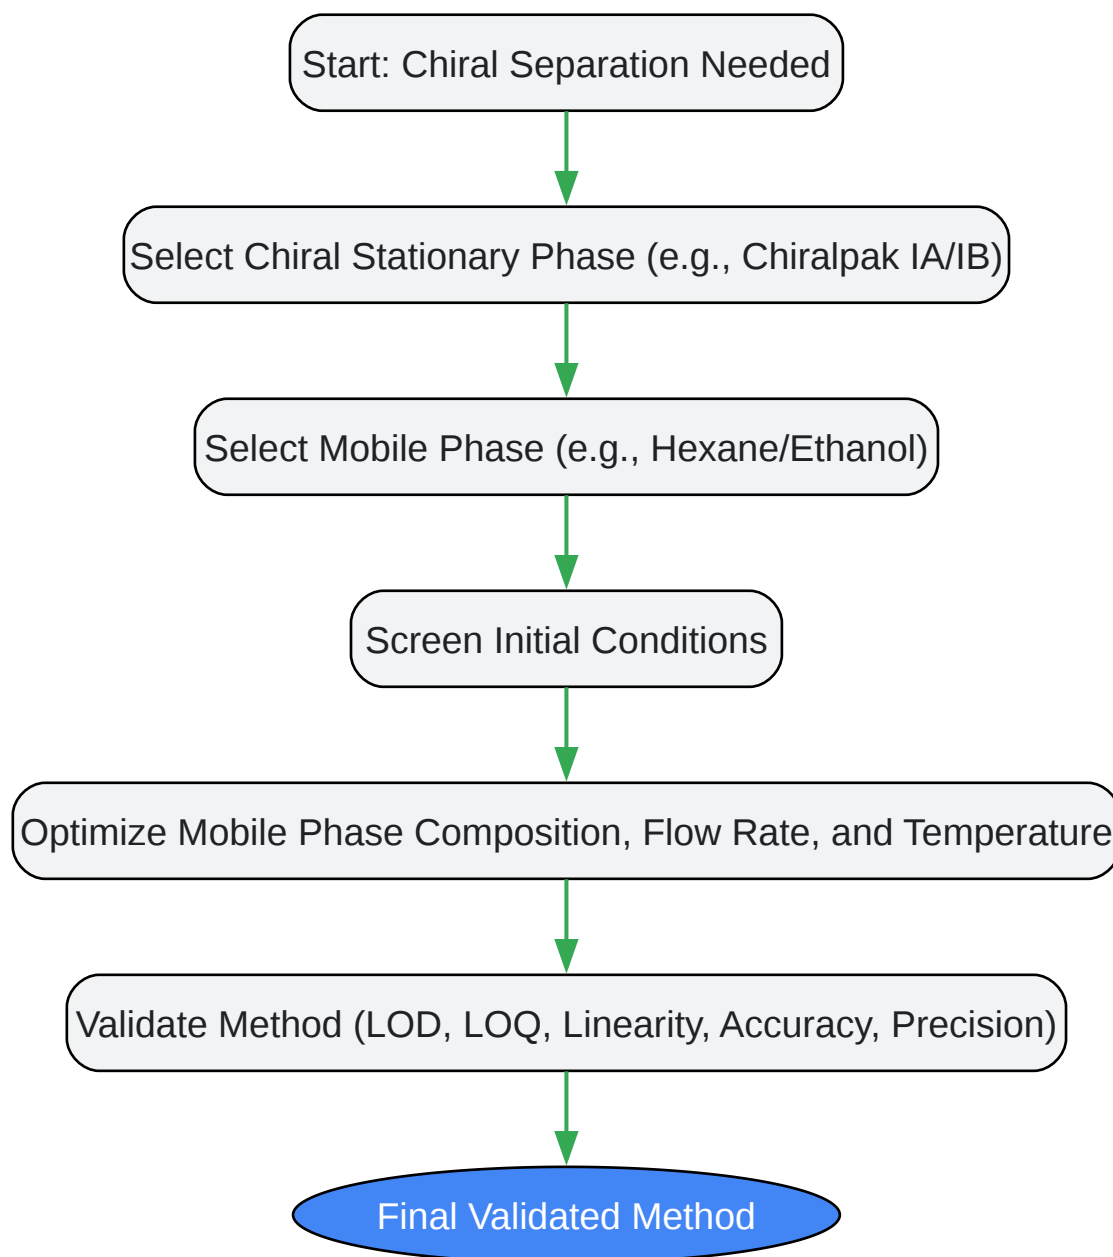 Start: Chiral Separation Needed
Select Chiral Stationary Phase (e.g., Chiralpak IA/IB)
Select Mobile Phase (e.g., Hexane/Ethanol)
Screen Initial Conditions
Optimize Mobile Phase Composition, Flow Rate, and Temperature
Validate Method (LOD, LOQ, Linearity, Accuracy, Precision)
Final Validated Method